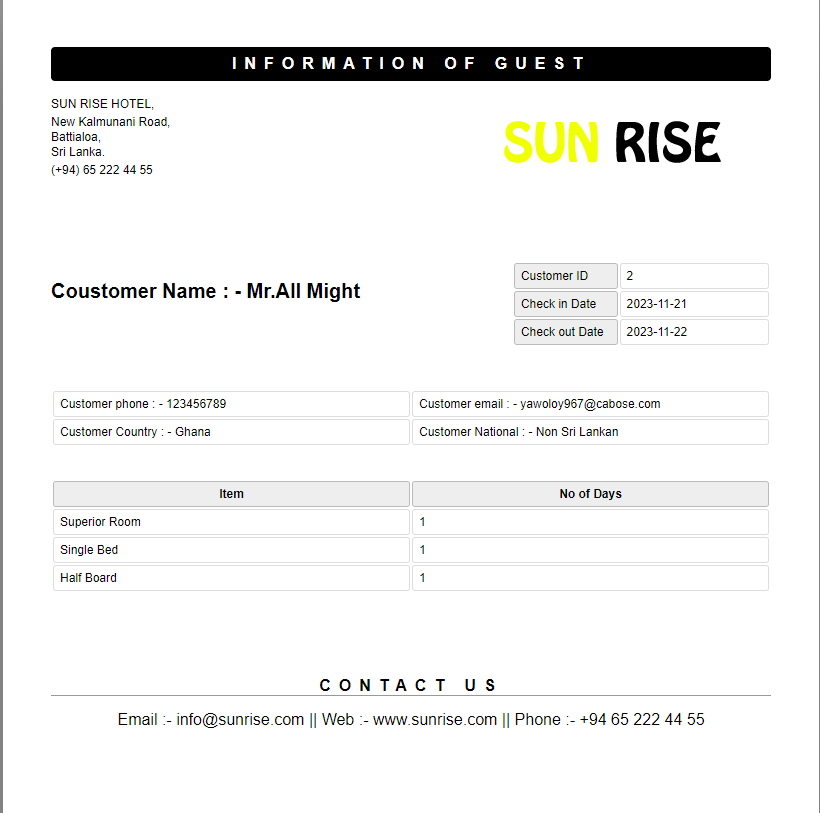 INFORMATION OF GUEST
SUN RISE HOTEL,
New Kalmunani Road,
Battialoa,
Sri Lanka.
(+94) 65 222 44 55
SUN RISE
Coustomer Name : - Mr.All Might
Customer ID 2
Check in Date 2023-11-21
Check out Date 2023-11-22
Customer phone : - 123456789 Customer email : - yawoloy967@cabose.com
Customer Country : - Ghana Customer National : - Non Sri Lankan
Item No of Days
Superior Room 1
Single Bed 1
Half Board 1
CONTACT US
Email :- info@sunrise.com || Web :- www.sunrise.com || Phone :- +94 65 222 44 55